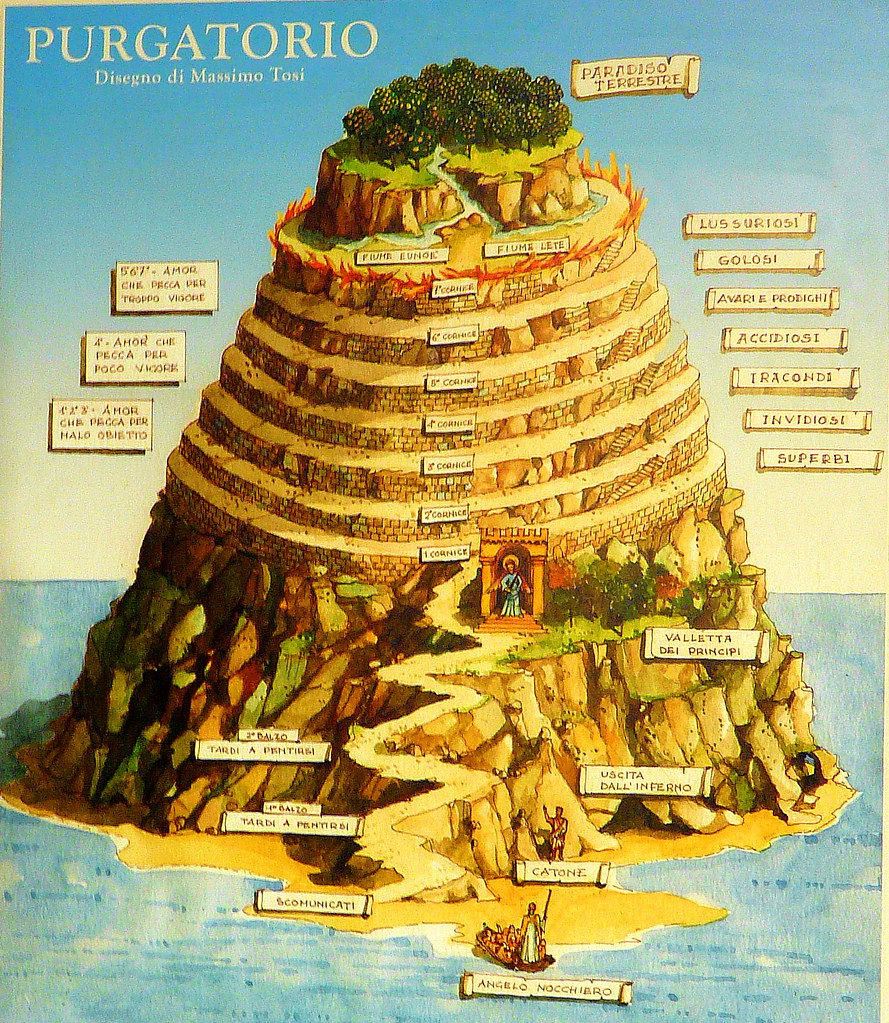 PURGATORIO
Disegno di Massimo Tosi
PARADISO
TERRESTRE
LUSSURIOSI
GOLOSI
AVARI E PRODIGHI
ACCIDIOSI
IRACONDI
INVIDIOSI
SUPERBI
5°6°7°- AMOR
CHE PECCA PER
TROPPO VIGORE
4°- AMOR CHE
PECCA PER
POCO VIGORE
1°2°3°- AMOR
CHE PECCA PER
MALO OBIETTO
FIUME EUNOÈ
FIUME LETE
7°CORNICE
6°CORNICE
5°CORNICE
4°CORNICE
3°CORNICE
2°CORNICE
1 CORNICE
VALLETTA
DEI PRINCIPI
2°BALZO
TARDI A PENTIRSI
USCITA
DALL'INFERNO
1°BALZO
TARDI A PENTIRSI
CATONE
SCOMUNICATI
ANGELO NOCCHIERO